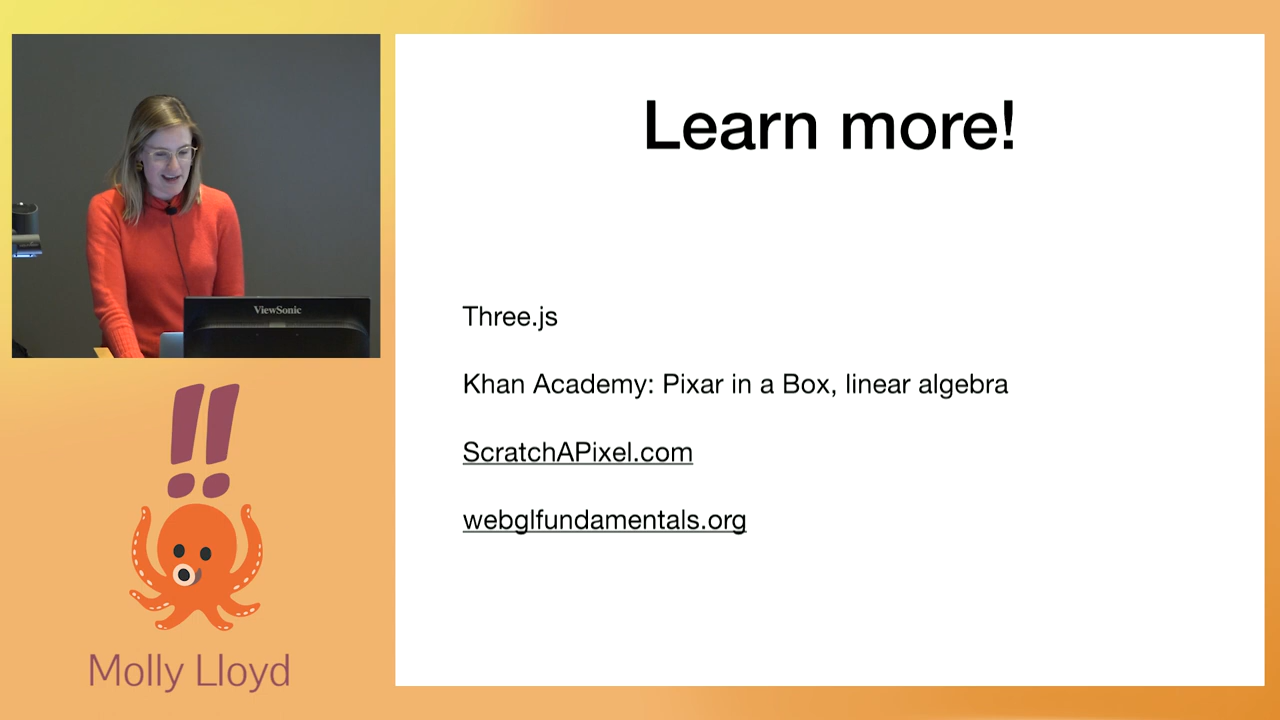 Learn more!
ViewSonic
Three.js
Khan Academy: Pixar in a Box, linear algebra
ScratchAPixel.com
webglfundamentals.org
!!
Molly Lloyd